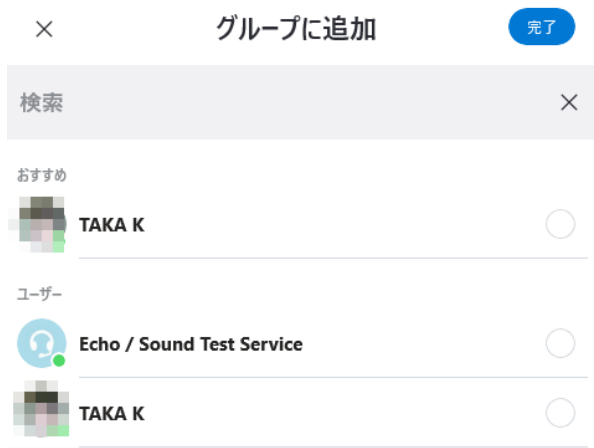 グループに追加
完了
検索
おすすめ
TAKA K
ユーザー
Echo / Sound Test Service
TAKA K